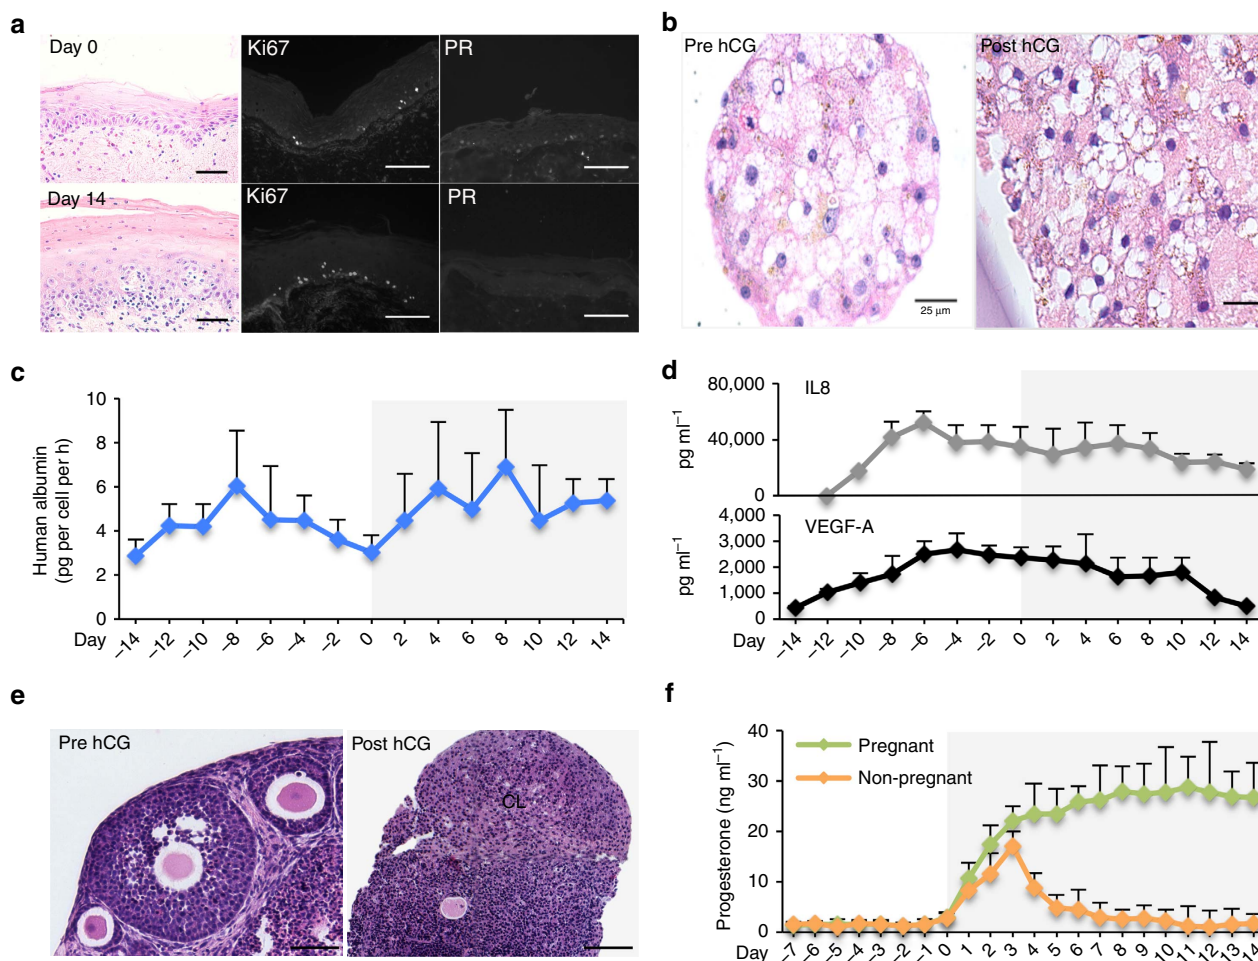 a
Day 0
Ki67
PR
Day 14
Ki67
PR
b
Pre hCG
Post hCG
25 μm
c
Human albumin
(pg per cell per h)
10
8
6
4
2
0
Day
–14 –12 –10 –8 –6 –4 –2 0 2 4 6 8 10 12 14
d
IL8
pg ml⁻¹
80,000
40,000
0
VEGF-A
pg ml⁻¹
4,000
3,000
2,000
1,000
0
Day
–14 –12 –10 –8 –6 –4 –2 0 2 4 6 8 10 12 14
e
Pre hCG
Post hCG
CL
f
Progesterone (ng ml⁻¹)
40
30
20
10
0
Pregnant
Non-pregnant
Day
–7 –6 –5 –4 –3 –2 –1 0 1 2 3 4 5 6 7 8 9 10 11 12 13 14